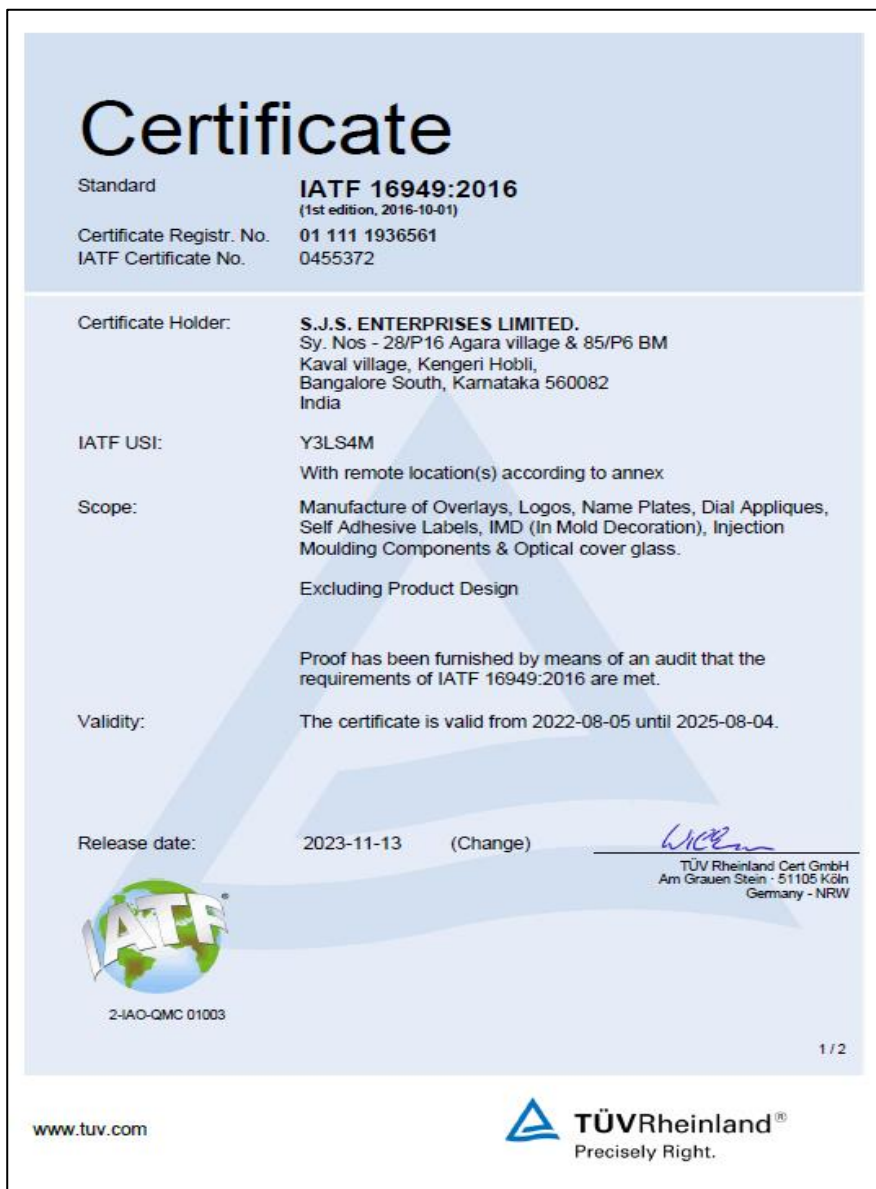 Certificate
Standard IATF 16949:2016
(1st edition, 2016-10-01)
Certificate Registr. No. 01 111 1936561
IATF Certificate No. 0455372
Certificate Holder: S.J.S. ENTERPRISES LIMITED.
Sy. Nos - 28/P16 Agara village & 85/P6 BM
Kaval village, Kengeri Hobli,
Bangalore South, Karnataka 560082
India
IATF USI: Y3LS4M
With remote location(s) according to annex
Scope: Manufacture of Overlays, Logos, Name Plates, Dial Appliques,
Self Adhesive Labels, IMD (In Mold Decoration), Injection
Moulding Components & Optical cover glass.
Excluding Product Design
Proof has been furnished by means of an audit that the
requirements of IATF 16949:2016 are met.
Validity: The certificate is valid from 2022-08-05 until 2025-08-04.
Release date: 2023-11-13 (Change)
TÜV Rheinland Cert GmbH
Am Grauen Stein · 51105 Köln
Germany - NRW
IATF®
2-IAO-QMC 01003
1 / 2
www.tuv.com
TÜVRheinland®
Precisely Right.